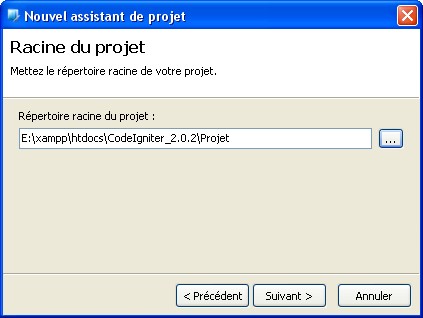 Nouvel assistant de projet
Racine du projet
Mettez le répertoire racine de votre projet.
Répertoire racine du projet :
E:\xampp\htdocs\CodeIgniter_2.0.2\Projet
...
< Précédent
Suivant >
Annuler